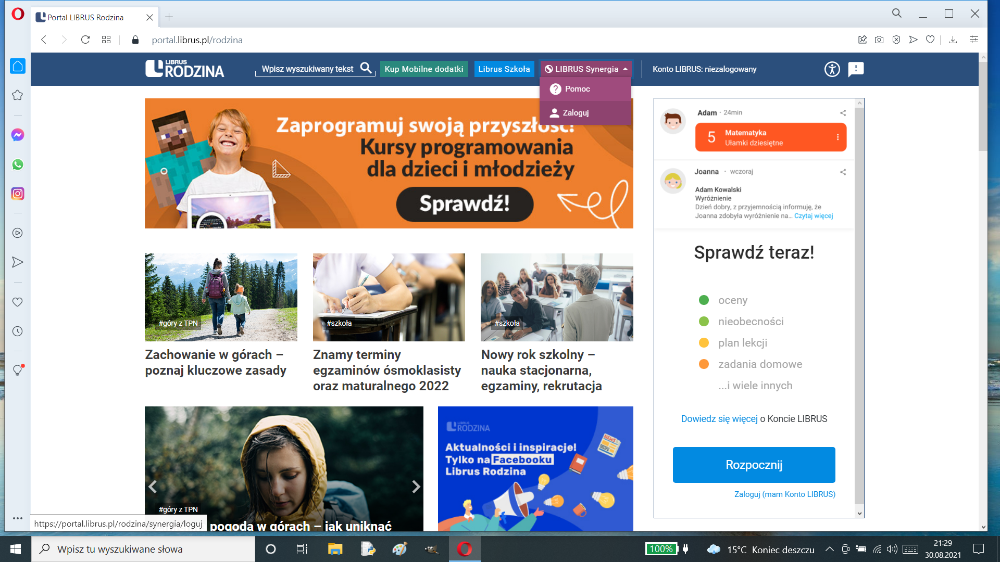 Portal LIBRUS Rodzina
portal.librus.pl/rodzina
LIBRUS
RODZINA
Wpisz wyszukiwany tekst
Kup Mobilne dodatki
Librus Szkoła
LIBRUS Synergia
Konto LIBRUS: niezalogowany
Pomoc
Zaloguj
Zaprogramuj swoją przyszłość!
Kursy programowania
dla dzieci i młodzieży
Sprawdź!
Adam · 24min
5
Matematyka
Ułamki dziesiętne
Joanna · wczoraj
Adam Kowalski
Wyróżnienie
Dzień dobry, z przyjemnością informuję, że
Joanna zdobyła wyróżnienie na... Czytaj więcej
Sprawdź teraz!
oceny
nieobecności
plan lekcji
zadania domowe
...i wiele innych
Dowiedz się więcej o Koncie LIBRUS
Rozpocznij
Zaloguj (mam Konto LIBRUS)
#góry z TPN
Zachowanie w górach –
poznaj kluczowe zasady
#szkoła
Znamy terminy
egzaminów ósmoklasisty
oraz maturalnego 2022
#szkoła
Nowy rok szkolny –
nauka stacjonarna,
egzaminy, rekrutacja
#góry z TPN
pogoda w górach – jak uniknąć
LIBRUS
RODZINA
Aktualności i inspiracje!
Tylko na Facebooku
Librus Rodzina
NEWS
https://portal.librus.pl/rodzina/synergia/loguj
Wpisz tu wyszukiwane słowa
100%
15°C Koniec deszczu
21:29
30.08.2021